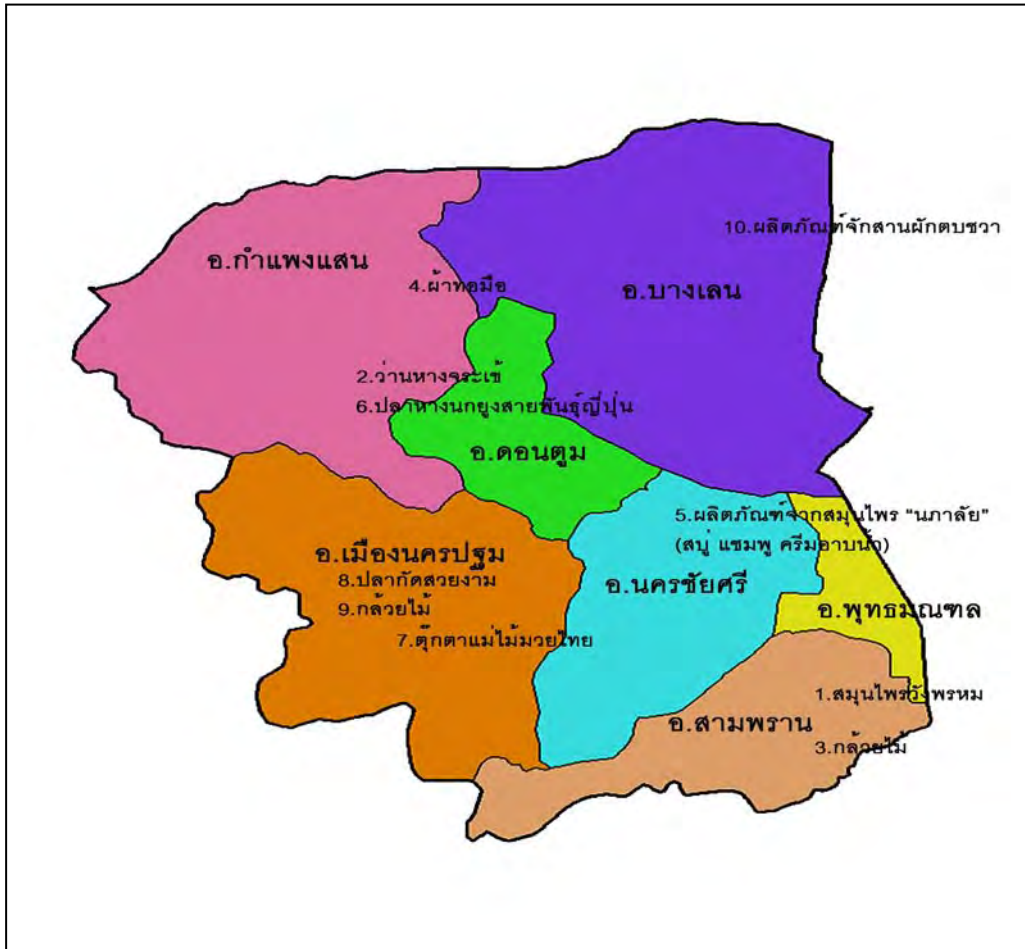 10.ผลิตภัณฑ์จักสานผักตบชวา
อ.กำแพงแสน
4.ผ้าทอมือ
อ.บางเลน
2.ว่านหางจระเข้
6.ปลาหางนกยูงสายพันธุ์ญี่ปุ่น
อ.ดอนตูม
5.ผลิตภัณฑ์จากสมุนไพร "นภาลัย"
(สบู่ แชมพู ครีมอาบน้ำ)
อ.เมืองนครปฐม
8.ปลากัดสวยงาม
9.กล้วยไม้
7.ตุ๊กตาแม่ไม้มวยไทย
อ.นครชัยศรี
อ.พุทธมณฑล
1.สมุนไพรวังพรหม
อ.สามพราน
3.กล้วยไม้